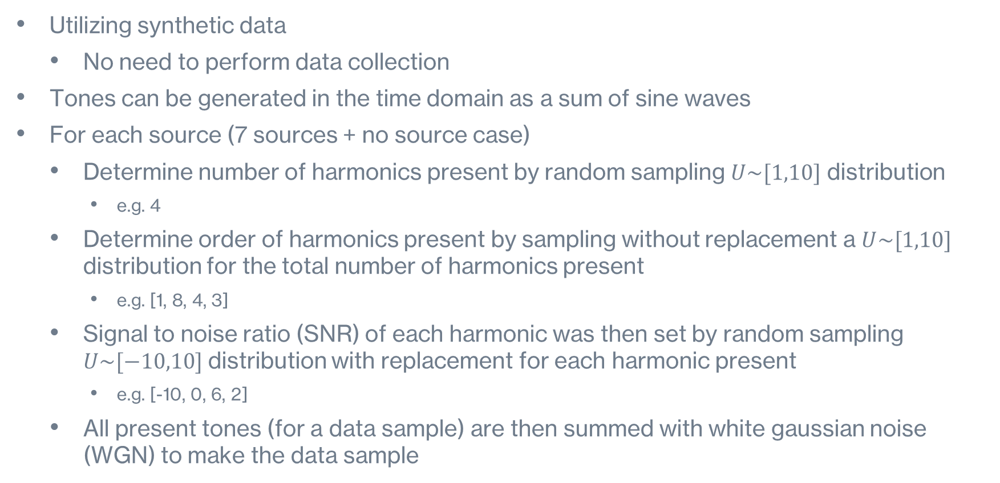 • Utilizing synthetic data
• No need to perform data collection
• Tones can be generated in the time domain as a sum of sine waves
• For each source (7 sources + no source case)
• Determine number of harmonics present by random sampling U~[1,10] distribution
• e.g. 4
• Determine order of harmonics present by sampling without replacement a U~[1,10]
distribution for the total number of harmonics present
• e.g. [1, 8, 4, 3]
• Signal to noise ratio (SNR) of each harmonic was then set by random sampling
U~[−10,10] distribution with replacement for each harmonic present
• e.g. [-10, 0, 6, 2]
• All present tones (for a data sample) are then summed with white gaussian noise
(WGN) to make the data sample